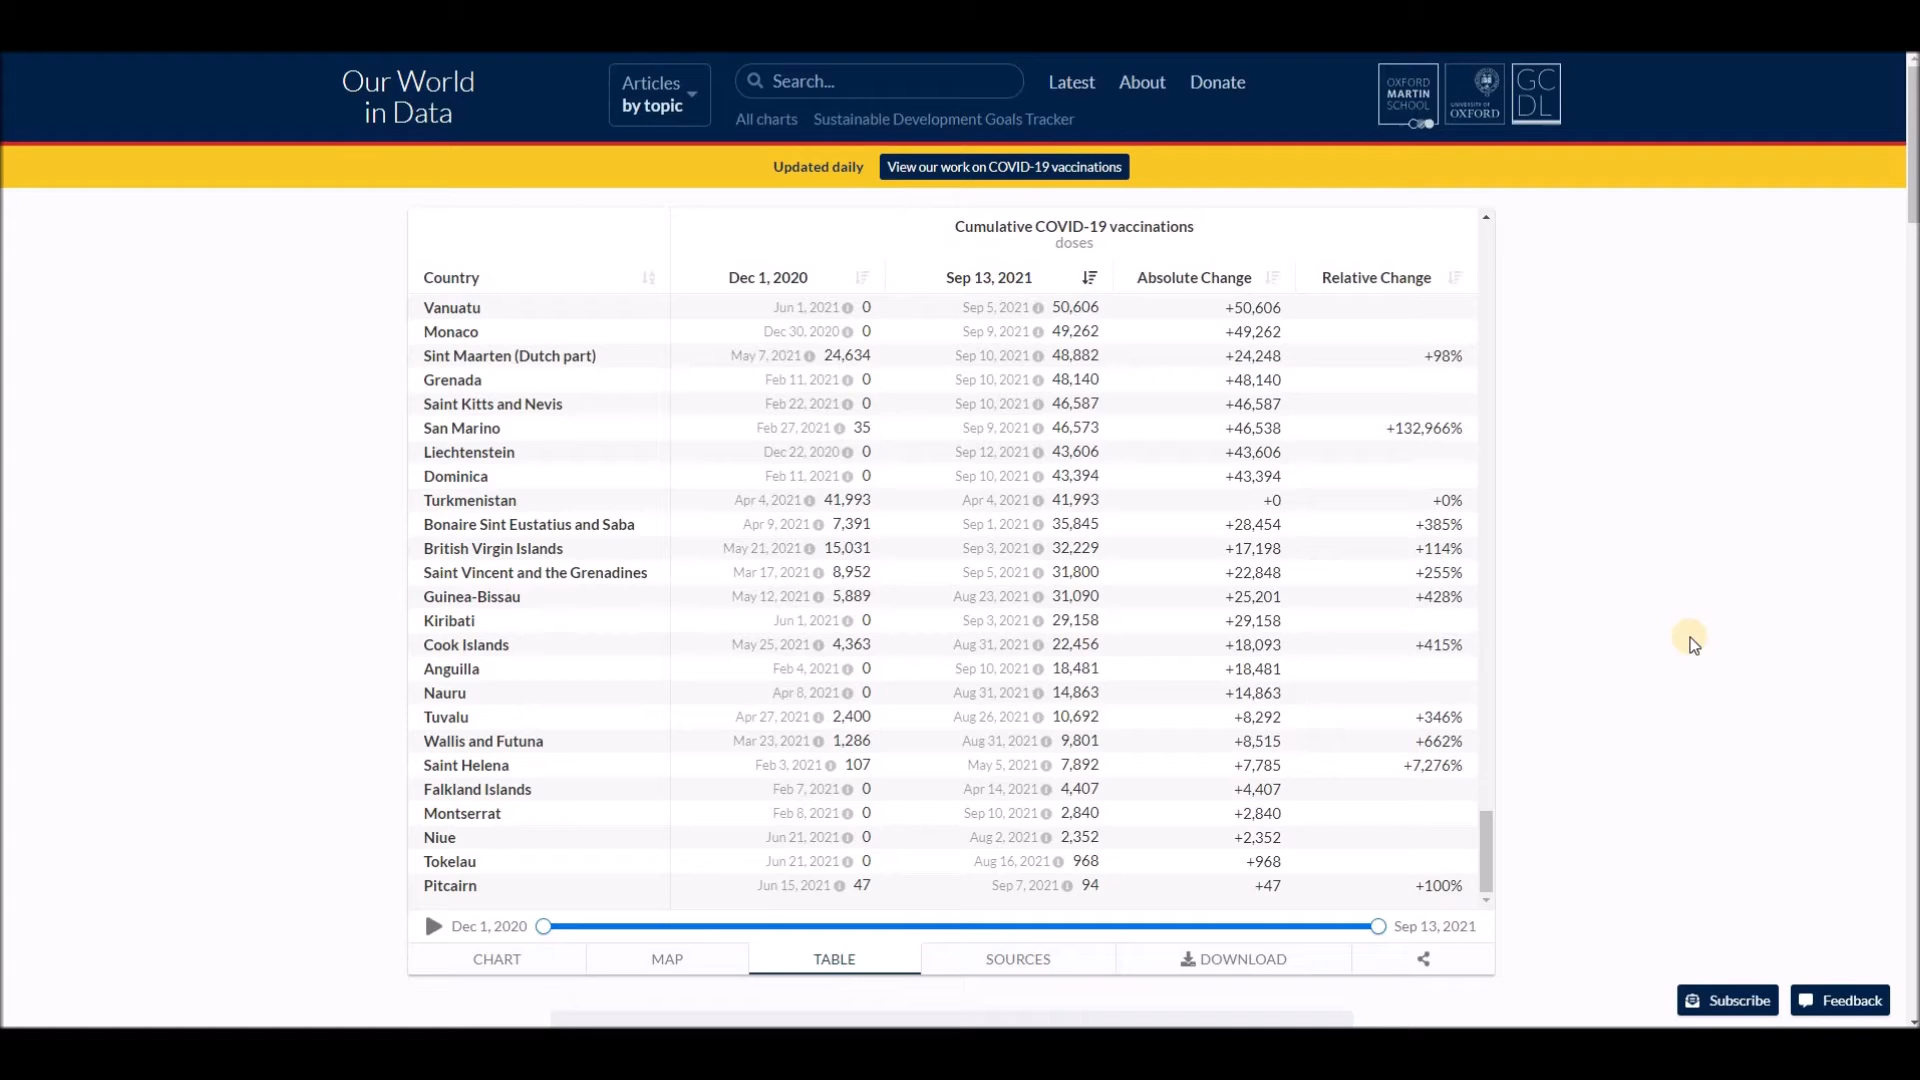 Our World
in Data
Articles
by topic
Search...
Latest
About
Donate
All charts
Sustainable Development Goals Tracker
OXFORD
MARTIN
SCHOOL
UNIVERSITY OF
OXFORD
GC
DL
Updated daily
View our work on COVID-19 vaccinations
Cumulative COVID-19 vaccinations
doses
Country Dec 1, 2020 Sep 13, 2021 Absolute Change Relative Change
Vanuatu Jun 1, 2021 0 Sep 5, 2021 50,606 +50,606
Monaco Dec 30, 2020 0 Sep 9, 2021 49,262 +49,262
Sint Maarten (Dutch part) May 7, 2021 24,634 Sep 10, 2021 48,882 +24,248 +98%
Grenada Feb 11, 2021 0 Sep 10, 2021 48,140 +48,140
Saint Kitts and Nevis Feb 22, 2021 0 Sep 10, 2021 46,587 +46,587
San Marino Feb 27, 2021 35 Sep 9, 2021 46,573 +46,538 +132,966%
Liechtenstein Dec 22, 2020 0 Sep 12, 2021 43,606 +43,606
Dominica Feb 11, 2021 0 Sep 10, 2021 43,394 +43,394
Turkmenistan Apr 4, 2021 41,993 Apr 4, 2021 41,993 +0 +0%
Bonaire Sint Eustatius and Saba Apr 9, 2021 7,391 Sep 1, 2021 35,845 +28,454 +385%
British Virgin Islands May 21, 2021 15,031 Sep 3, 2021 32,229 +17,198 +114%
Saint Vincent and the Grenadines Mar 17, 2021 8,952 Sep 5, 2021 31,800 +22,848 +255%
Guinea-Bissau May 12, 2021 5,889 Aug 23, 2021 31,090 +25,201 +428%
Kiribati Jun 1, 2021 0 Sep 3, 2021 29,158 +29,158
Cook Islands May 25, 2021 4,363 Aug 31, 2021 22,456 +18,093 +415%
Anguilla Feb 4, 2021 0 Sep 10, 2021 18,481 +18,481
Nauru Apr 8, 2021 0 Aug 31, 2021 14,863 +14,863
Tuvalu Apr 27, 2021 2,400 Aug 26, 2021 10,692 +8,292 +346%
Wallis and Futuna Mar 23, 2021 1,286 Aug 31, 2021 9,801 +8,515 +662%
Saint Helena Feb 3, 2021 107 May 5, 2021 7,892 +7,785 +7,276%
Falkland Islands Feb 7, 2021 0 Apr 14, 2021 4,407 +4,407
Montserrat Feb 8, 2021 0 Sep 10, 2021 2,840 +2,840
Niue Jun 21, 2021 0 Aug 2, 2021 2,352 +2,352
Tokelau Jun 21, 2021 0 Aug 16, 2021 968 +968
Pitcairn Jun 15, 2021 47 Sep 7, 2021 94 +47 +100%
Dec 1, 2020 Sep 13, 2021
CHART MAP TABLE SOURCES DOWNLOAD
Subscribe Feedback